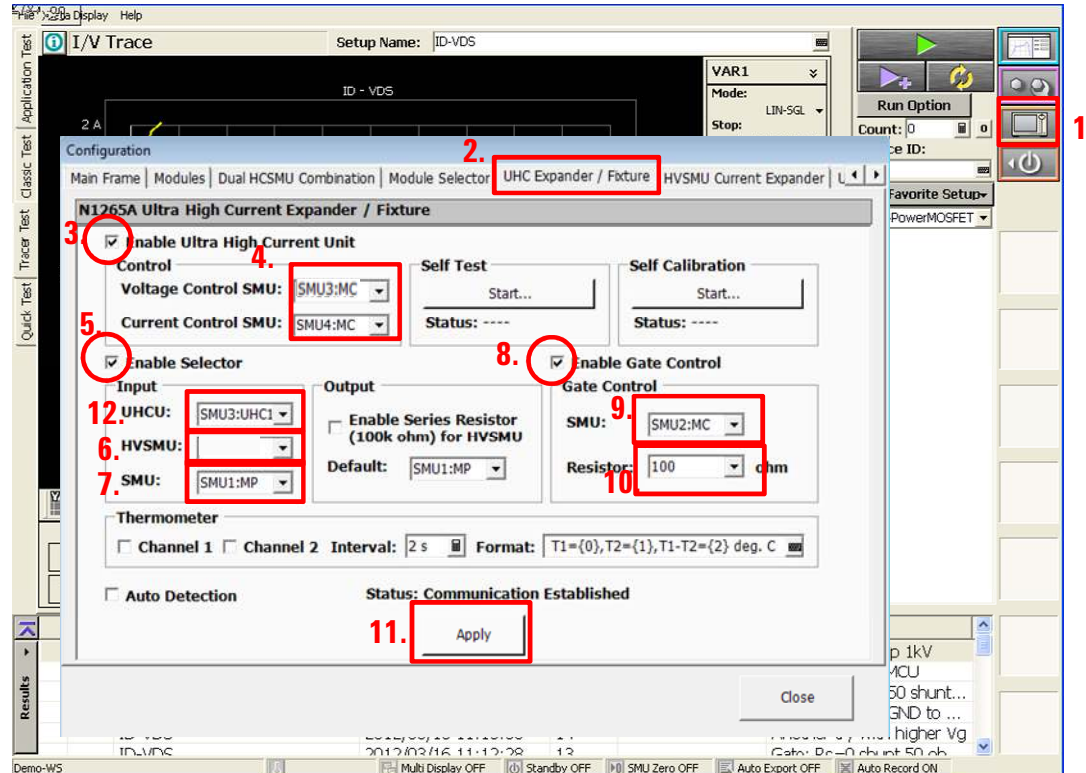 Display Help
I/V Trace
Setup Name: ID-VDS
Quick Test Tracer Test Classic Test Application Test
ID - VDS
2 A
VAR1
Mode:
LIN-SGL
Stop:
Run Option
Count: 0 0
ce ID:
Favorite Setup
PowerMOSFET
1
Configuration
2.
Main Frame Modules Dual HCSMU Combination Module Selector UHC Expander / Fixture HVSMU Current Expander
N1265A Ultra High Current Expander / Fixture
3. Enable Ultra High Current Unit
Control
4.
Voltage Control SMU: SMU3:MC
Current Control SMU: SMU4:MC
Self Test
Start...
Status: ----
Self Calibration
Start...
Status: ----
5. Enable Selector
Input
12. UHCU: SMU3:UHC1
6. HVSMU:
7. SMU: SMU1:MP
Output
Enable Series Resistor
(100k ohm) for HVSMU
Default: SMU1:MP
8. Enable Gate Control
Gate Control
9.
SMU: SMU2:MC
Resistor: 100 ohm
10.
Thermometer
Channel 1 Channel 2 Interval: 2 s Format: T1={0},T2={1},T1-T2={2} deg. C
Auto Detection
Status: Communication Established
11. Apply
Close
Results
p 1kV
MCU
50 shunt...
GND to ...
higher Vg
ID-VDS 2012/03/16 11:12:28 13
Demo-WS Multi Display OFF Standby OFF SMU Zero OFF Auto Export OFF Auto Record ON